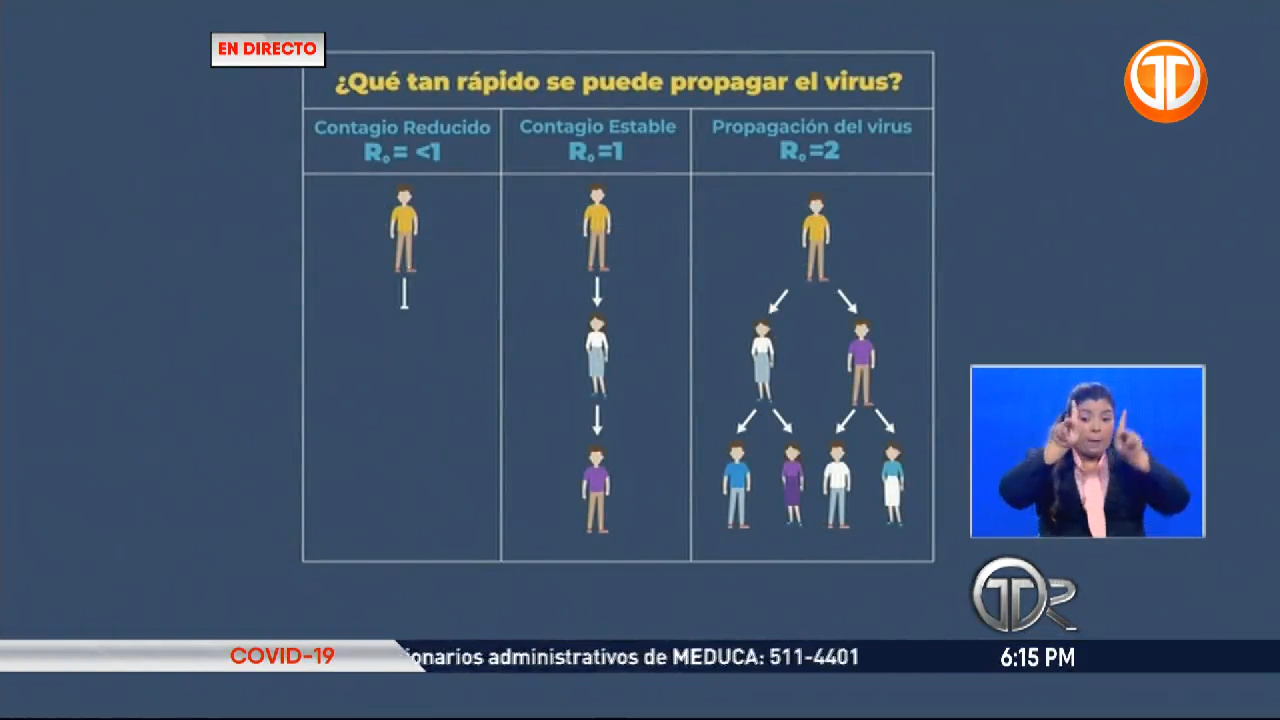 EN DIRECTO
¿Qué tan rápido se puede propagar el virus?
Contagio Reducido
R₀= <1
Contagio Estable
R₀=1
Propagación del virus
R₀=2
COVID-19
ionarios administrativos de MEDUCA: 511-4401
6:15 PM